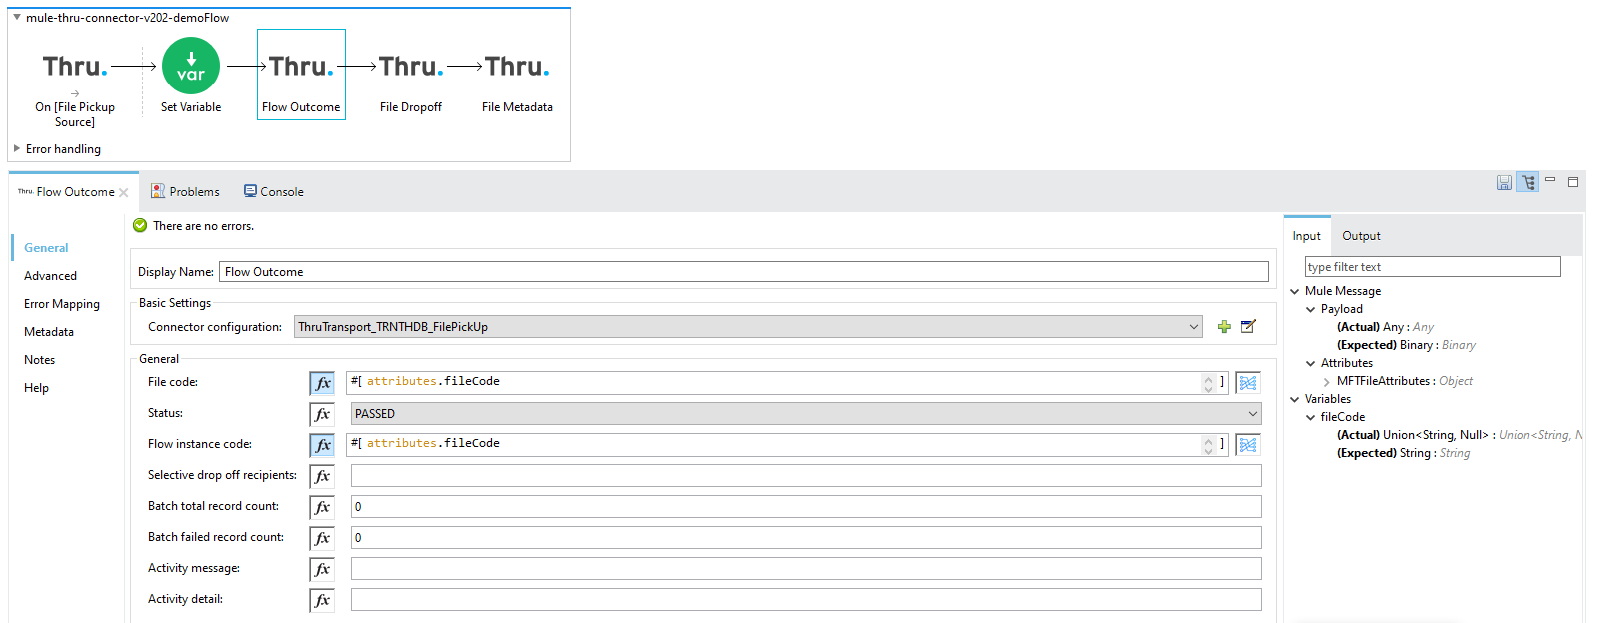 mule-thru-connector-v202-demoFlow
Thru. var Thru. Thru. Thru.
On [File Pickup Source] Set Variable Flow Outcome File Dropoff File Metadata
Error handling
Thru. Flow Outcome Problems Console
There are no errors.
General
Advanced
Error Mapping
Metadata
Notes
Help
Display Name: Flow Outcome
Basic Settings
Connector configuration: ThruTransport_TRNTHDB_FilePickUp
General
File code: fx #[ attributes.fileCode ]
Status: fx PASSED
Flow instance code: fx #[ attributes.fileCode ]
Selective drop off recipients: fx
Batch total record count: fx 0
Batch failed record count: fx 0
Activity message: fx
Activity detail: fx
Input Output
type filter text
Mule Message
Payload
(Actual) Any : Any
(Expected) Binary : Binary
Attributes
MFTFileAttributes : Object
Variables
fileCode
(Actual) Union<String, Null> : Union<String, N
(Expected) String : String